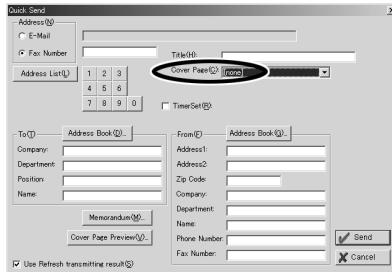 Quick Send
Address(N)
E-Mail
Fax Number
Title(H):
Address List(L)
Cover Page(C): (none)
1 2 3
4 5 6
7 8 9 0
TimerSet(R):
To(T) Address Book(D)...
Company:
Department:
Position:
Name:
Memorandum(M)...
Cover Page Preview(V)...
Use Refresh transmitting result(S)
From(F) Address Book(O)...
Address1:
Address2:
Zip Code:
Company:
Department:
Name:
Phone Number:
Fax Number:
Send
Cancel